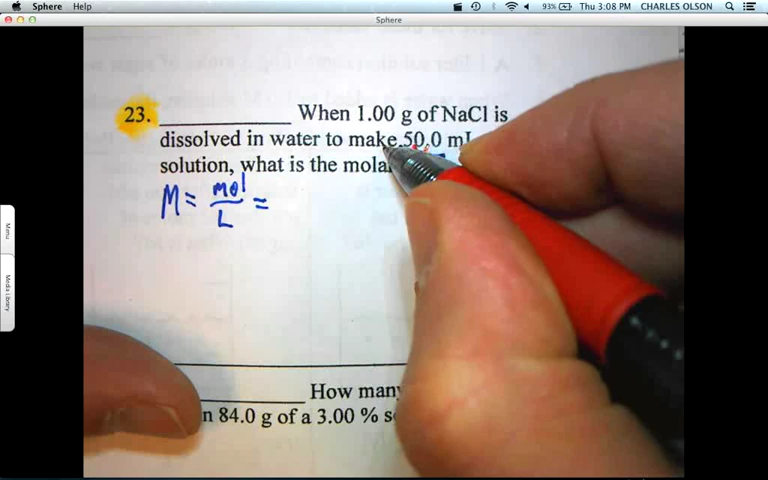 Sphere Help 93% Thu 3:08 PM CHARLES OLSON
Sphere
23. __________ When 1.00 g of NaCl is
dissolved in water to make 50.0 mL
solution, what is the
M = mol
L =
Menu
Media Library
__________ How many
84.0 g of a 3.00 %